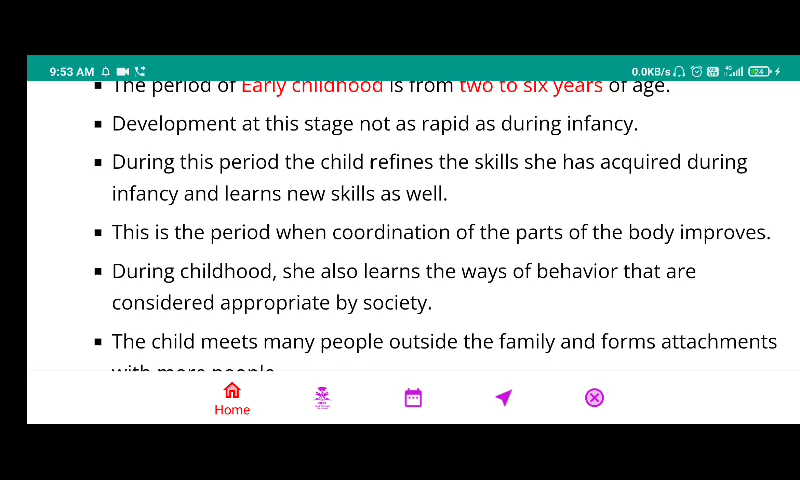 9:53 AM
0.0KB/s
4G
24
The period of Early childhood is from two to six years of age.
Development at this stage not as rapid as during infancy.
During this period the child refines the skills she has acquired during
infancy and learns new skills as well.
This is the period when coordination of the parts of the body improves.
During childhood, she also learns the ways of behavior that are
considered appropriate by society.
The child meets many people outside the family and forms attachments
with more people.
Home